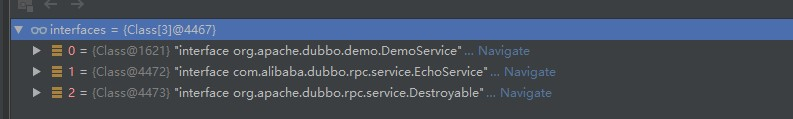 interfaces = {Class[3]@4467}
0 = {Class@1621} "interface org.apache.dubbo.demo.DemoService"... Navigate
1 = {Class@4472} "interface com.alibaba.dubbo.rpc.service.EchoService"... Navigate
2 = {Class@4473} "interface org.apache.dubbo.rpc.service.Destroyable"... Navigate